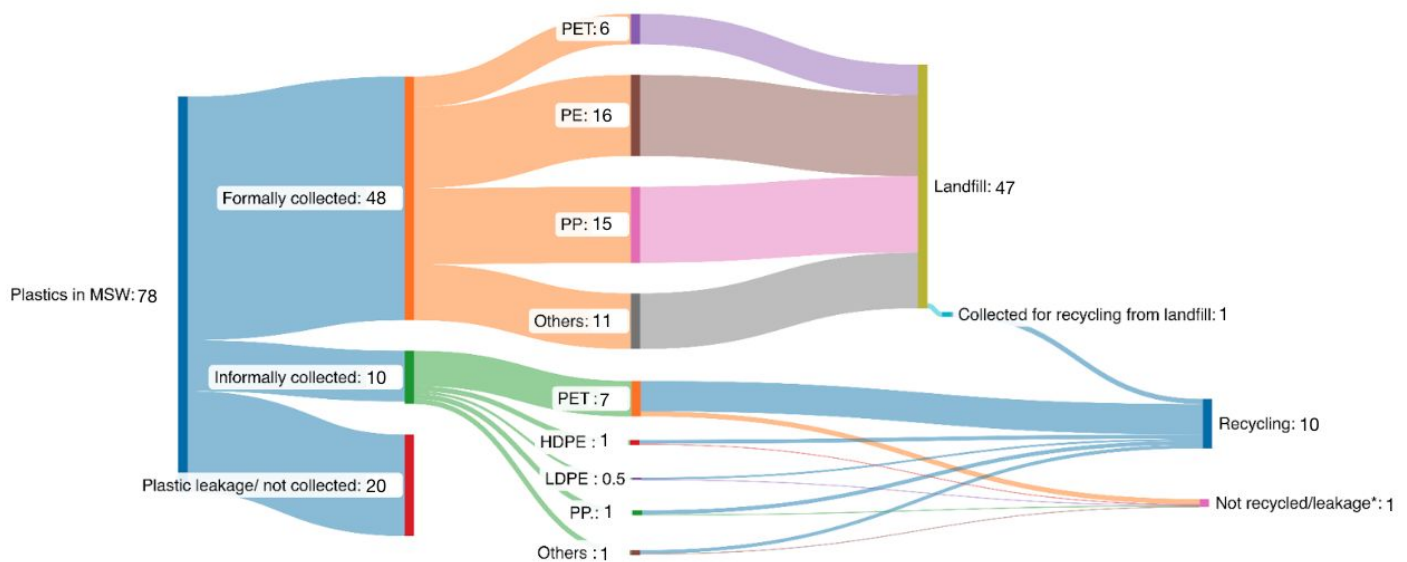 PET: 6
PE: 16
Landfill: 47
Formally collected: 48
PP: 15
Plastics in MSW: 78
Others: 11
Collected for recycling from landfill: 1
Informally collected: 10
PET : 7
Recycling: 10
HDPE : 1
LDPE : 0.5
Plastic leakage/ not collected: 20
Not recycled/leakage*: 1
PP.: 1
Others : 1